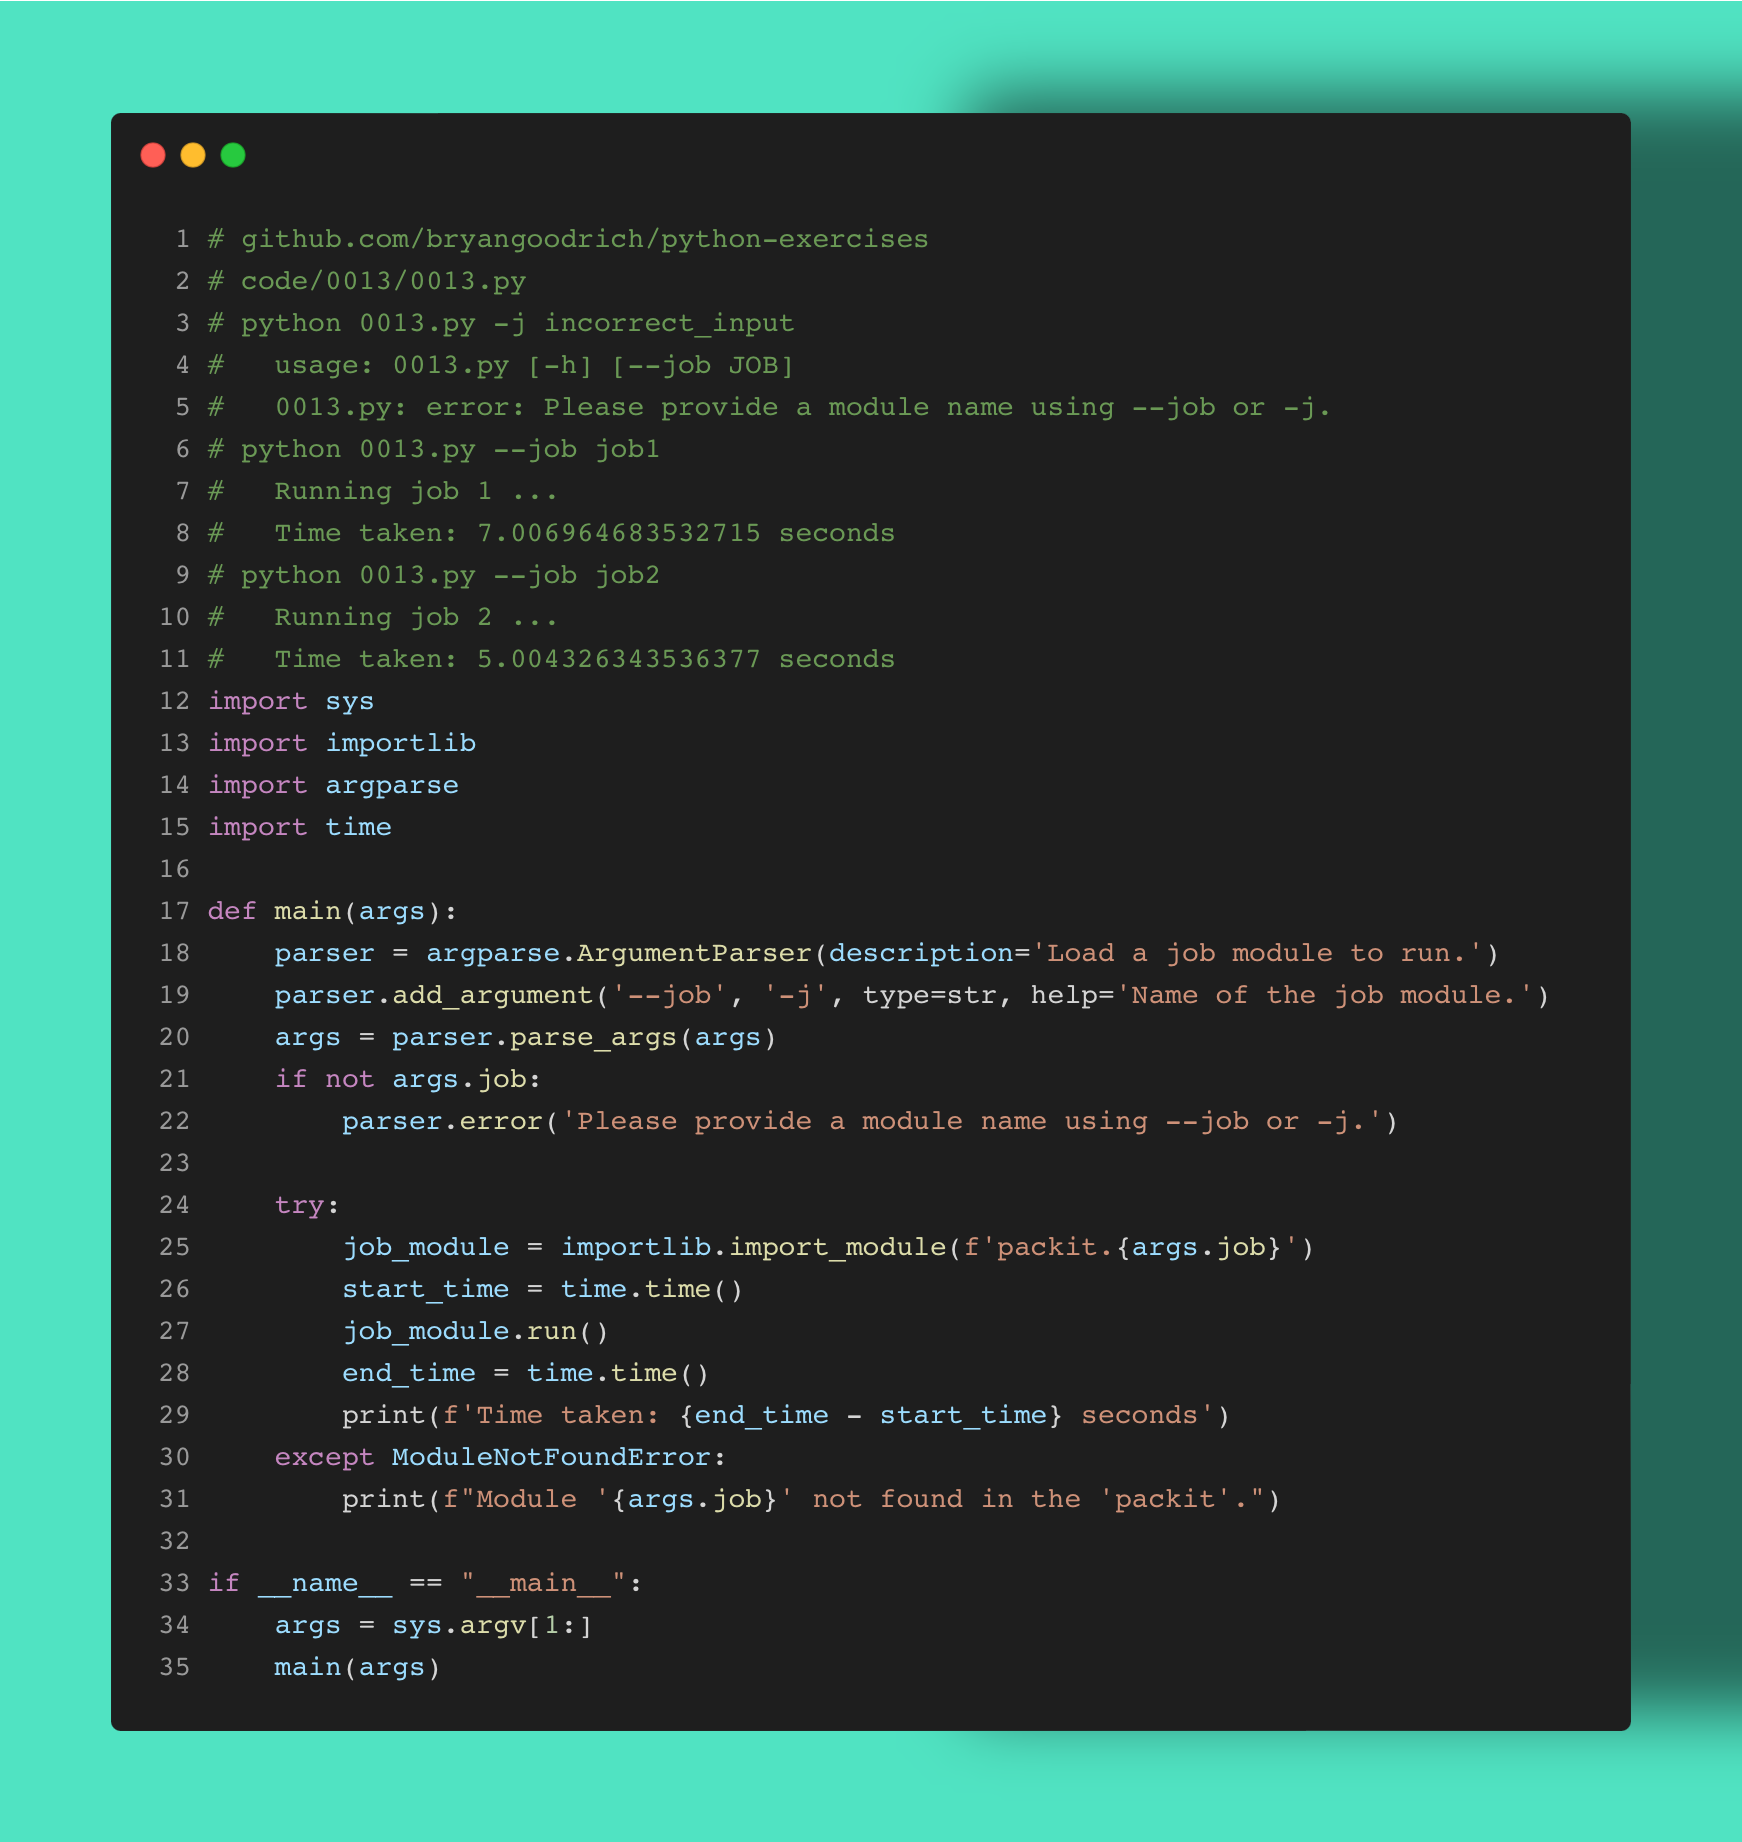 1 # github.com/bryangoodrich/python-exercises
2 # code/0013/0013.py
3 # python 0013.py -j incorrect_input
4 #   usage: 0013.py [-h] [--job JOB]
5 #   0013.py: error: Please provide a module name using --job or -j.
6 # python 0013.py --job job1
7 #   Running job 1 ...
8 #   Time taken: 7.006964683532715 seconds
9 # python 0013.py --job job2
10 #   Running job 2 ...
11 #   Time taken: 5.004326343536377 seconds
12 import sys
13 import importlib
14 import argparse
15 import time
16
17 def main(args):
18     parser = argparse.ArgumentParser(description='Load a job module to run.')
19     parser.add_argument('--job', '-j', type=str, help='Name of the job module.')
20     args = parser.parse_args(args)
21     if not args.job:
22         parser.error('Please provide a module name using --job or -j.')
23
24     try:
25         job_module = importlib.import_module(f'packit.{args.job}')
26         start_time = time.time()
27         job_module.run()
28         end_time = time.time()
29         print(f'Time taken: {end_time - start_time} seconds')
30     except ModuleNotFoundError:
31         print(f"Module '{args.job}' not found in the 'packit'.")
32
33 if __name__ == "__main__":
34     args = sys.argv[1:]
35     main(args)